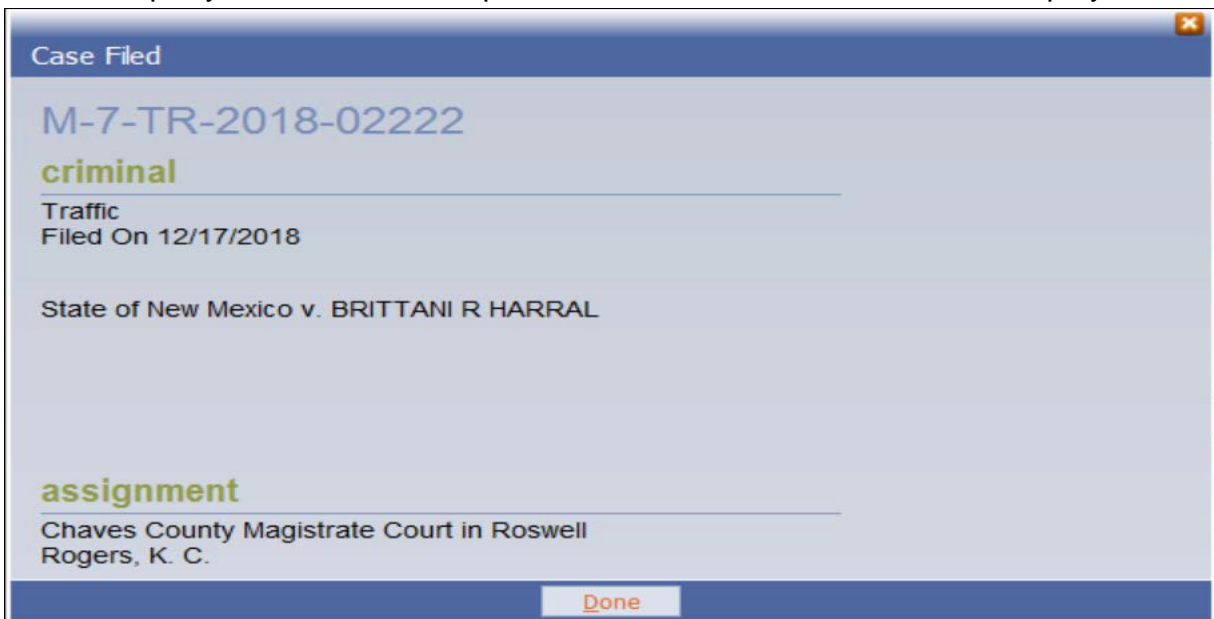 Case Filed
M-7-TR-2018-02222
criminal
Traffic
Filed On 12/17/2018
State of New Mexico v. BRITTANI R HARRAL
assignment
Chaves County Magistrate Court in Roswell
Rogers, K. C.
Done